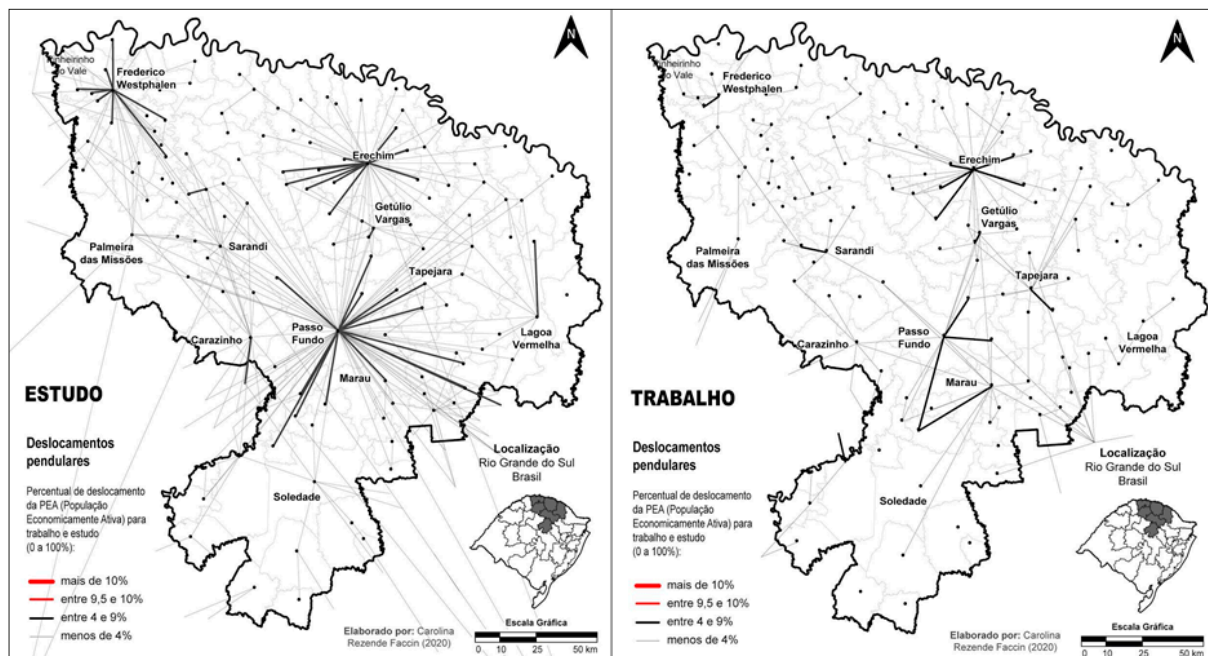 N
Pinheirinho
do Vale
Frederico
Westphalen
Erechim
Getúlio
Vargas
Palmeira
das Missões
Sarandi
Tapejara
Passo
Fundo
Carazinho
Lagoa
Vermelha
Marau
ESTUDO
Deslocamentos
pendulares
Percentual de deslocamento
da PEA (População
Economicamente Ativa) para
trabalho e estudo
(0 a 100%):
mais de 10%
entre 9,5 e 10%
entre 4 e 9%
menos de 4%
Soledade
Localização
Rio Grande do Sul
Brasil
Elaborado por: Carolina
Rezende Faccin (2020)
Escala Gráfica
0 10 25 50 km
N
Pinheirinho
do Vale
Frederico
Westphalen
Erechim
Getúlio
Vargas
Palmeira
das Missões
Sarandi
Tapejara
Passo
Fundo
Carazinho
Lagoa
Vermelha
Marau
TRABALHO
Deslocamentos
pendulares
Percentual de deslocamento
da PEA (População
Economicamente Ativa) para
trabalho e estudo
(0 a 100%):
mais de 10%
entre 9,5 e 10%
entre 4 e 9%
menos de 4%
Soledade
Localização
Rio Grande do Sul
Brasil
Elaborado por: Carolina
Rezende Faccin (2020)
Escala Gráfica
0 10 25 50 km